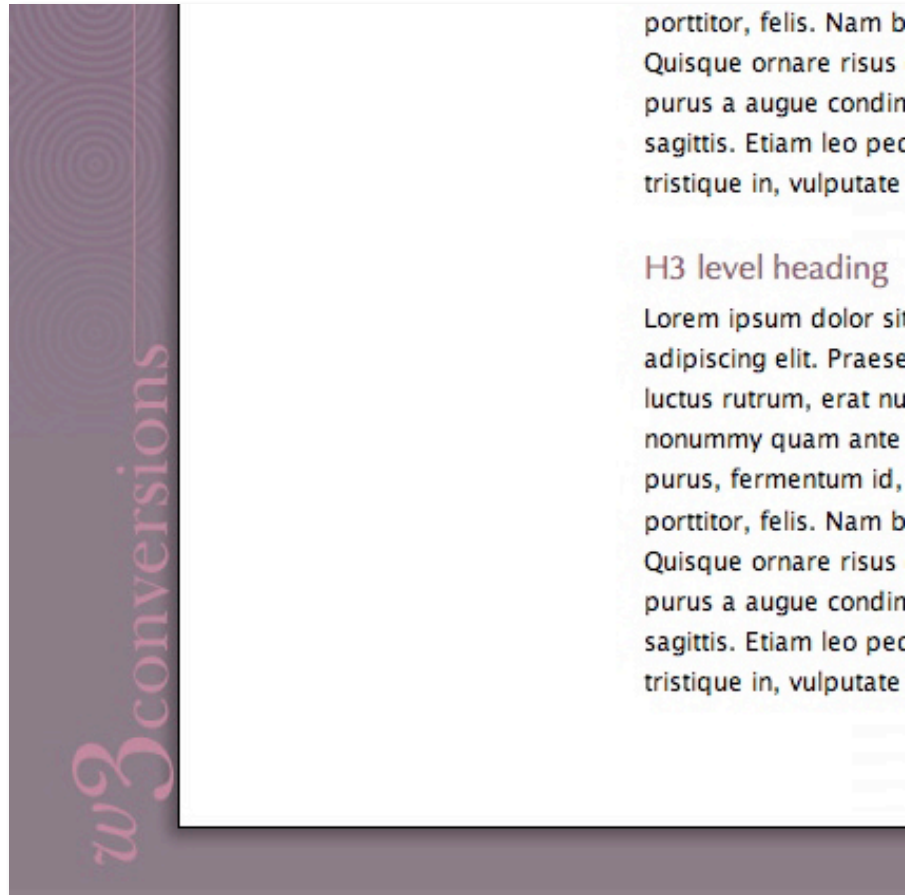 porttitor, felis. Nam b
Quisque ornare risus
purus a augue condin
sagittis. Etiam leo pec
tristique in, vulputate
H3 level heading
Lorem ipsum dolor sit
adipiscing elit. Praese
luctus rutrum, erat nu
nonummy quam ante
purus, fermentum id,
porttitor, felis. Nam b
Quisque ornare risus
purus a augue condin
sagittis. Etiam leo pec
tristique in, vulputate
w3conversions